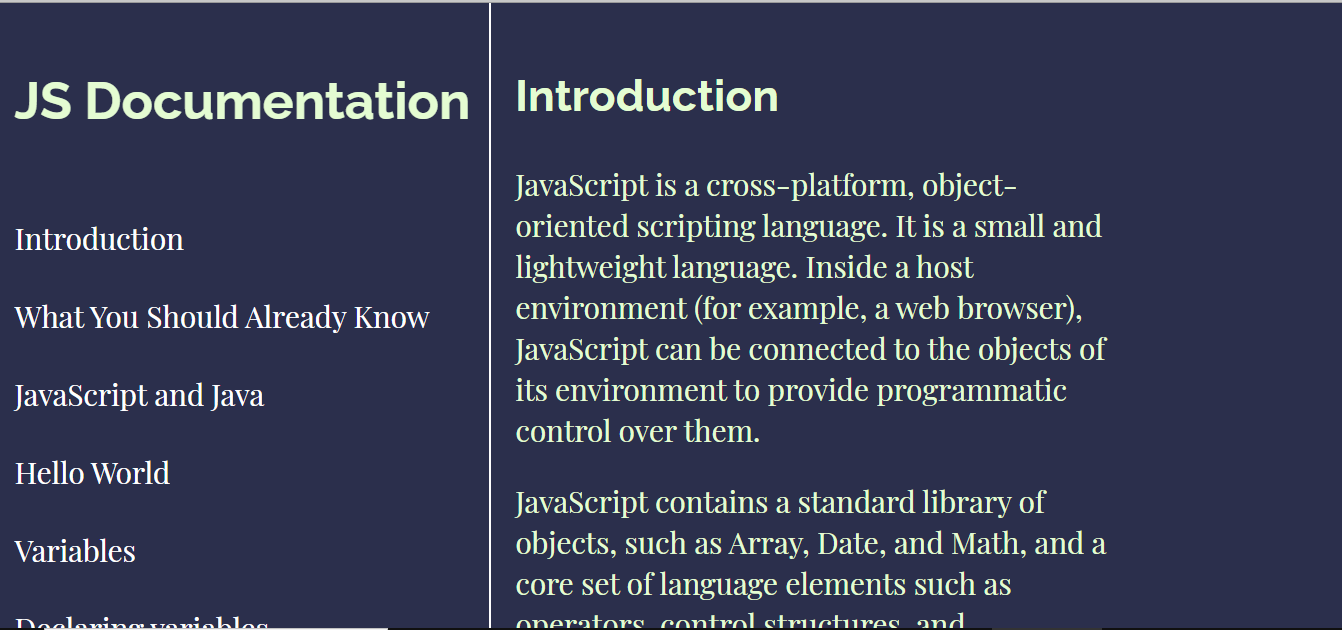 JS Documentation
Introduction
What You Should Already Know
JavaScript and Java
Hello World
Variables
Declaring variables
Introduction
JavaScript is a cross-platform, object-
oriented scripting language. It is a small and
lightweight language. Inside a host
environment (for example, a web browser),
JavaScript can be connected to the objects of
its environment to provide programmatic
control over them.
JavaScript contains a standard library of
objects, such as Array, Date, and Math, and a
core set of language elements such as
operators, control structures, and